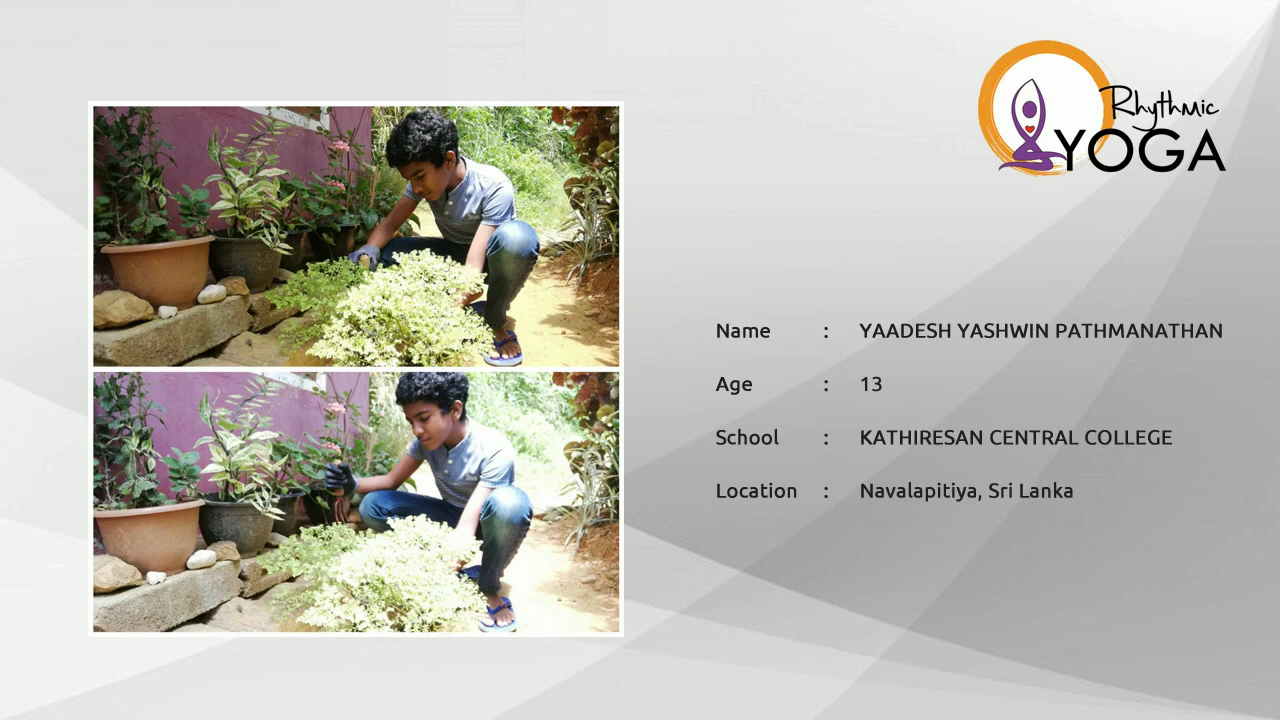 Rhythmic
YOGA
Name : YAADESH YASHWIN PATHMANATHAN
Age : 13
School : KATHIRESAN CENTRAL COLLEGE
Location : Navalapitiya, Sri Lanka